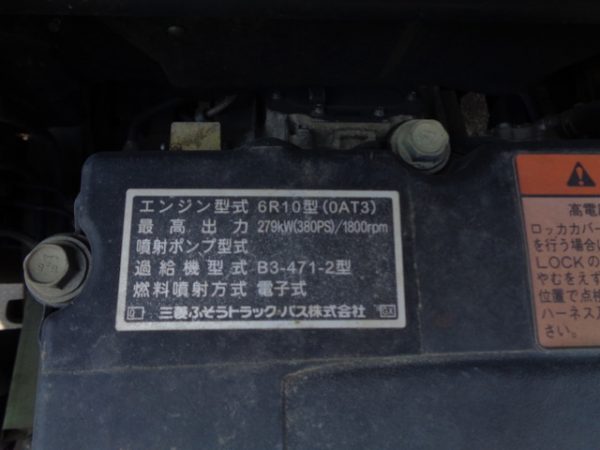 エンジン型式 6R10型(0AT3)
最高出力 279kW(380PS)/1800rpm
噴射ポンプ型式
過給機型式 B3-471-2型
燃料噴射方式 電子式
三菱ふそうトラック・バス株式会社
高電
ロッカカバー
を行う場合
LOCKの
やむをえず
位置で点検
ハーネス